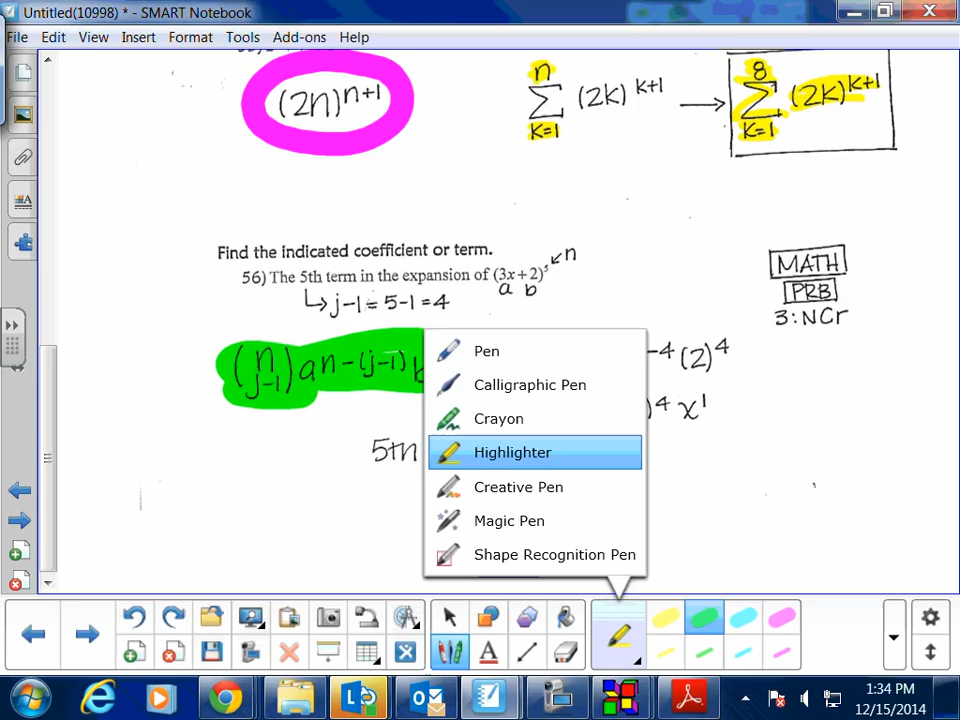 Untitled(10998) * - SMART Notebook
File Edit View Insert Format Tools Add-ons Help
(2n)^{n+1}
n
∑ (2k)^{k+1} →
k=1
8
∑ (2k)^{k+1}
k=1
Find the indicated coefficient or term.
56) The 5th term in the expansion of (3x + 2)^5 ← n
a b
↳ j-1 = 5-1 = 4
MATH
PRB
3: NCr
(n j-1) a^{n-(j-1)} b
-4 (2)^4
)^4 x^1
5th
Pen
Calligraphic Pen
Crayon
Highlighter
Creative Pen
Magic Pen
Shape Recognition Pen
A
1:34 PM
12/15/2014